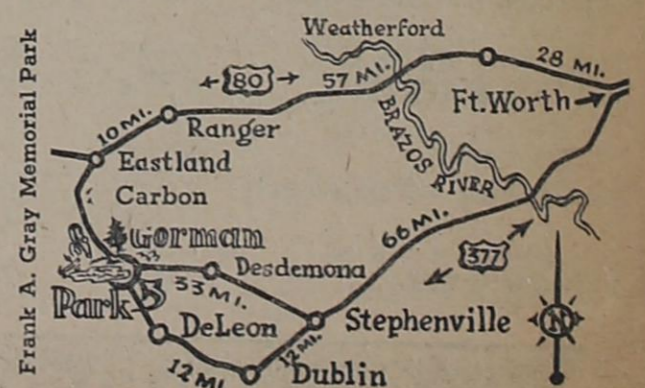 Frank A. Gray Memorial Park
Weatherford
80
57 MI.
28 MI.
Ft. Worth
10 MI.
Ranger
BRAZOS RIVER
Eastland
Carbon
66 MI.
Gorman
377
Desdemona
Park
33 MI.
DeLeon
Stephenville
N
12 MI.
12 MI.
Dublin